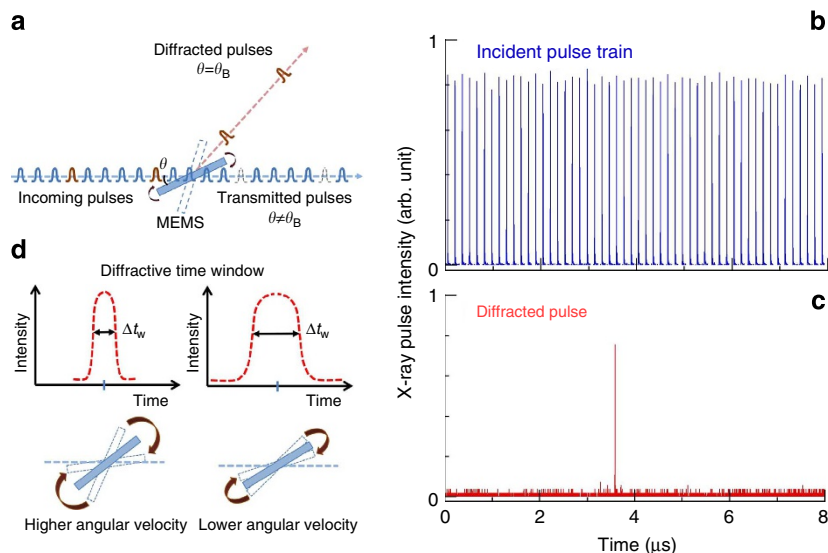 a
Diffracted pulses
θ=θB
θ
Incoming pulses
Transmitted pulses
MEMS
θ≠θB
d
Diffractive time window
Intensity
Δtw
Time
Intensity
Δtw
Time
Higher angular velocity
Lower angular velocity
b
1
Incident pulse train
0
X-ray pulse intensity (arb. unit)
c
1
Diffracted pulse
0
0
2
4
6
8
Time (μs)